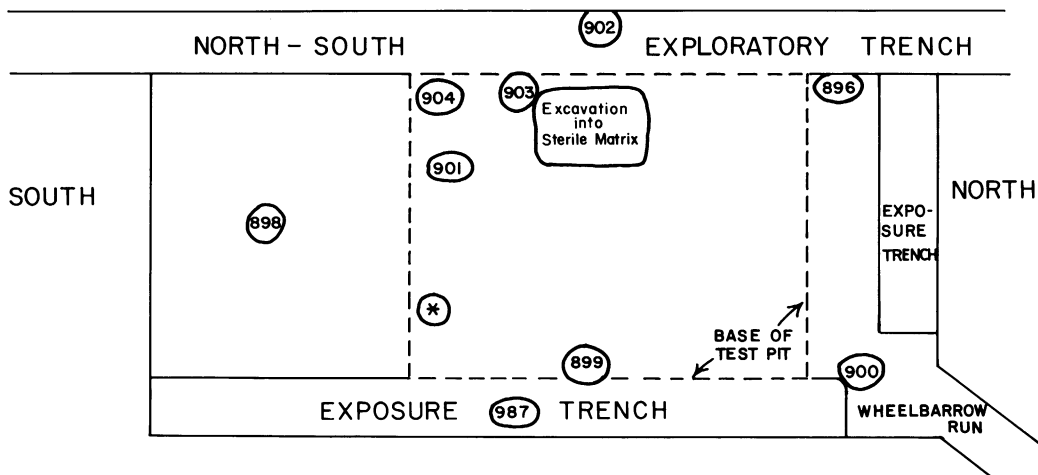 902
NORTH - SOUTH EXPLORATORY TRENCH
904
903
896
Excavation
into
Sterile Matrix
901
SOUTH
NORTH
898
EXPO-
SURE
TRENCH
*
BASE OF
TEST PIT
899
900
EXPOSURE 987 TRENCH
WHEELBARROW
RUN